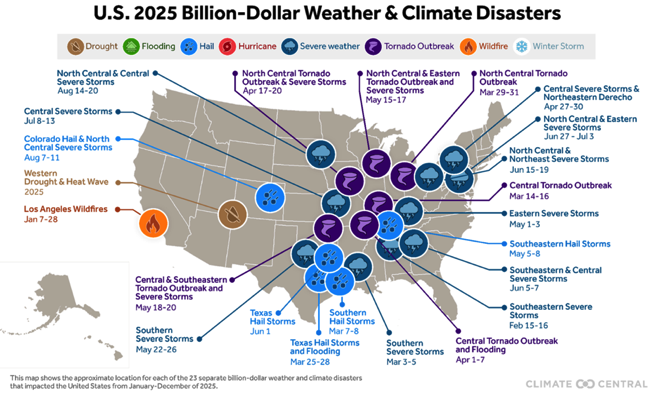 U.S. 2025 Billion-Dollar Weather & Climate Disasters
Drought
Flooding
Hail
Hurricane
Severe weather
Tornado Outbreak
Wildfire
Winter Storm
North Central & Central
Severe Storms
Aug 14-20
North Central Tornado
Outbreak & Severe Storms
Apr 17-20
North Central & Eastern
Tornado Outbreak and
Severe Storms
May 15-17
North Central Tornado
Outbreak
Mar 29-31
Central Severe Storms &
Northeastern Derecho
Apr 27-30
Central Severe Storms
Jul 8-13
North Central & Eastern
Severe Storms
Jun 27 - Jul 3
Colorado Hail & North
Central Severe Storms
Aug 7-11
North Central &
Northeast Severe Storms
Jun 15-19
Western
Drought & Heat Wave
2025
Central Tornado Outbreak
Mar 14-16
Los Angeles Wildfires
Jan 7-28
Eastern Severe Storms
May 1-3
Southeastern Hail Storms
May 5-8
Southeastern & Central
Severe Storms
Jun 5-7
Central & Southeastern
Tornado Outbreak and
Severe Storms
May 18-20
Southeastern Severe
Storms
Feb 15-16
Southern
Severe Storms
May 22-26
Texas
Hail Storms
Jun 1
Southern
Hail Storms
Mar 7-8
Texas Hail Storms
and Flooding
Mar 25-28
Southern
Severe Storms
Mar 3-5
Central Tornado Outbreak
and Flooding
Apr 1-7
This map shows the approximate location for each of the 23 separate billion-dollar weather and climate disasters
that impacted the United States from January-December of 2025.
CLIMATE CENTRAL